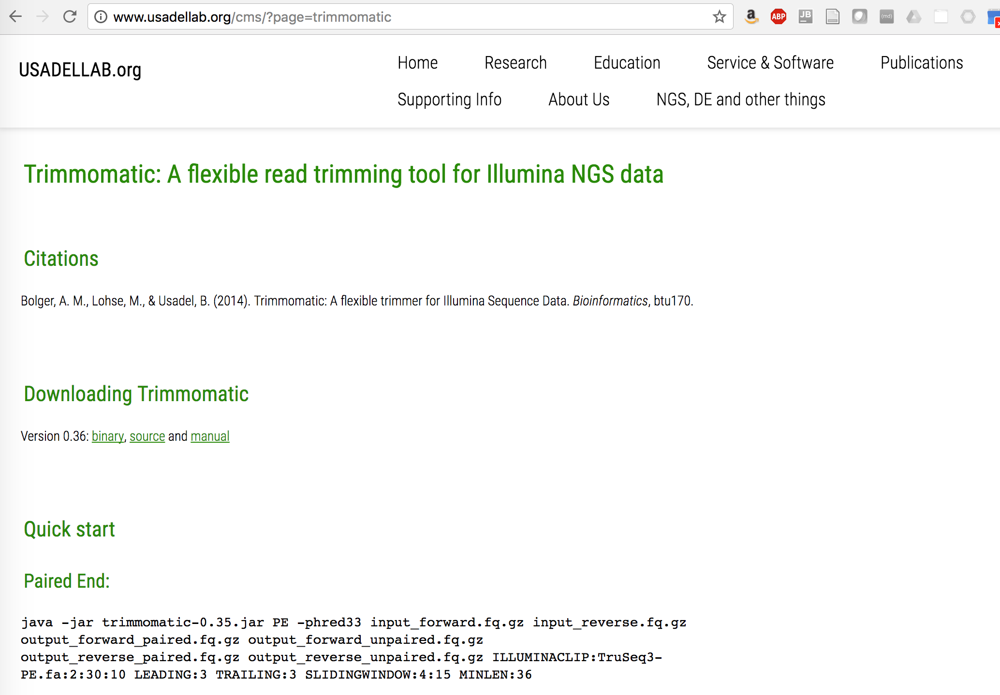 www.usadellab.org/cms/?page=trimmomatic
a
ABP
JB
(md)
USADELLAB.org
Home Research Education Service & Software Publications
Supporting Info About Us NGS, DE and other things
Trimmomatic: A flexible read trimming tool for Illumina NGS data
Citations
Bolger, A. M., Lohse, M., & Usadel, B. (2014). Trimmomatic: A flexible trimmer for Illumina Sequence Data. Bioinformatics, btu170.
Downloading Trimmomatic
Version 0.36: binary, source and manual
Quick start
Paired End:
java -jar trimmomatic-0.35.jar PE -phred33 input_forward.fq.gz input_reverse.fq.gz
output_forward_paired.fq.gz output_forward_unpaired.fq.gz
output_reverse_paired.fq.gz output_reverse_unpaired.fq.gz ILLUMINACLIP:TruSeq3-
PE.fa:2:30:10 LEADING:3 TRAILING:3 SLIDINGWINDOW:4:15 MINLEN:36